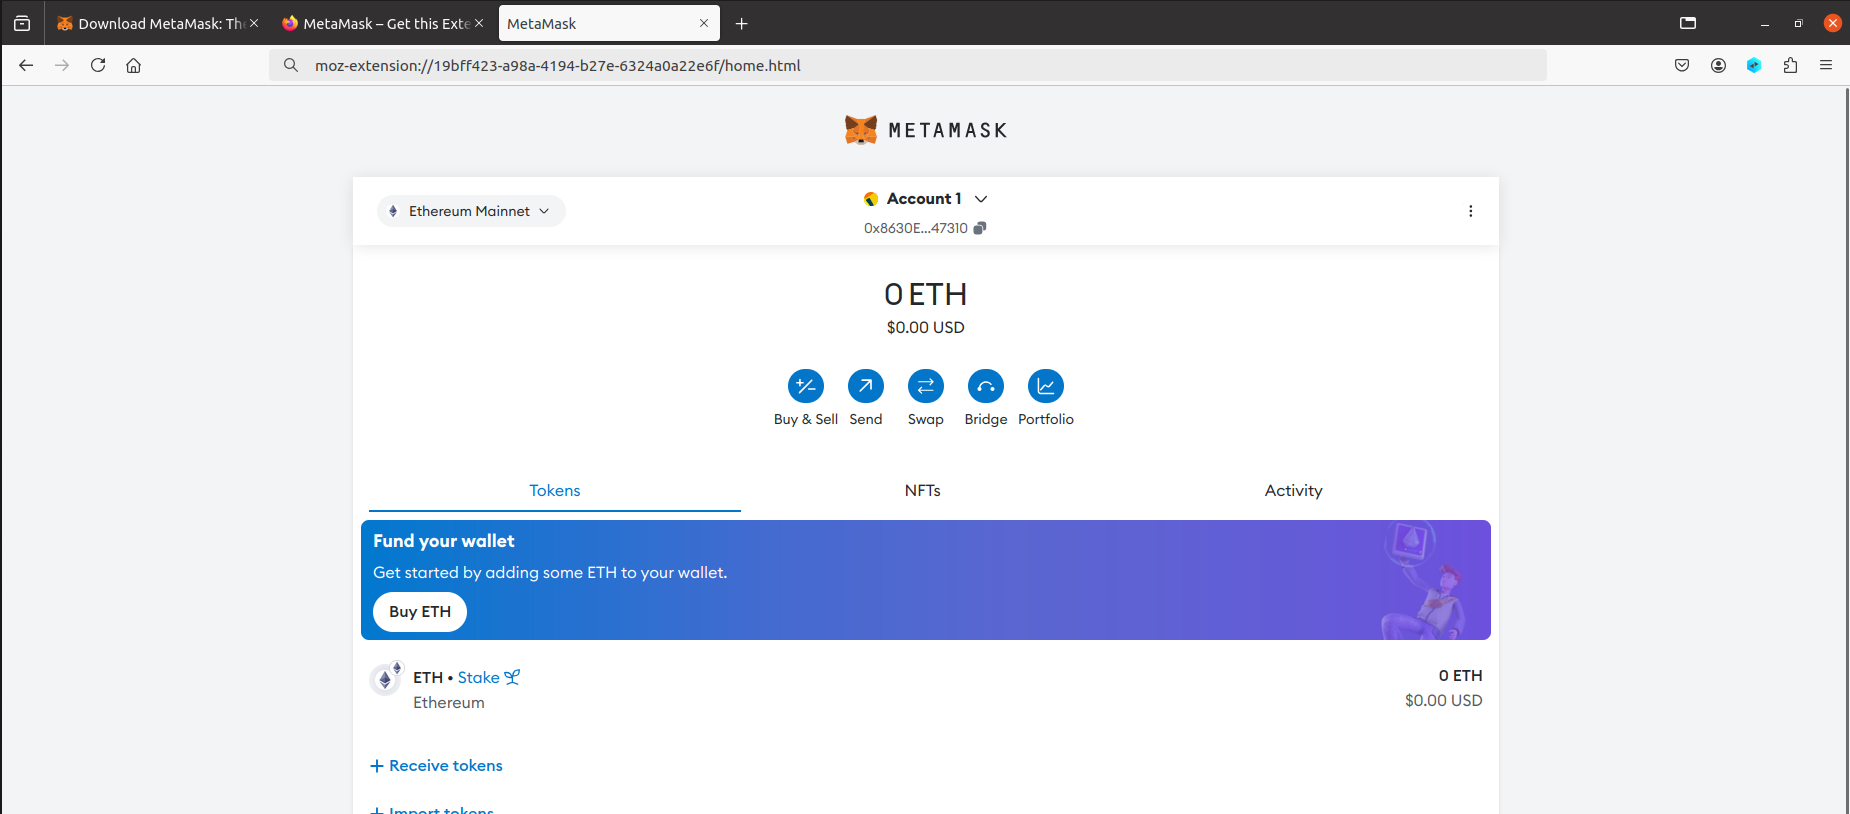 Download MetaMask: The
MetaMask – Get this Exte
MetaMask
moz-extension://19bff423-a98a-4194-b27e-6324a0a22e6f/home.html
METAMASK
Ethereum Mainnet
Account 1
0x8630E...47310
0 ETH
$0.00 USD
Buy & Sell
Send
Swap
Bridge
Portfolio
Tokens
NFTs
Activity
Fund your wallet
Get started by adding some ETH to your wallet.
Buy ETH
ETH • Stake
0 ETH
Ethereum
$0.00 USD
+ Receive tokens
+ Import tokens